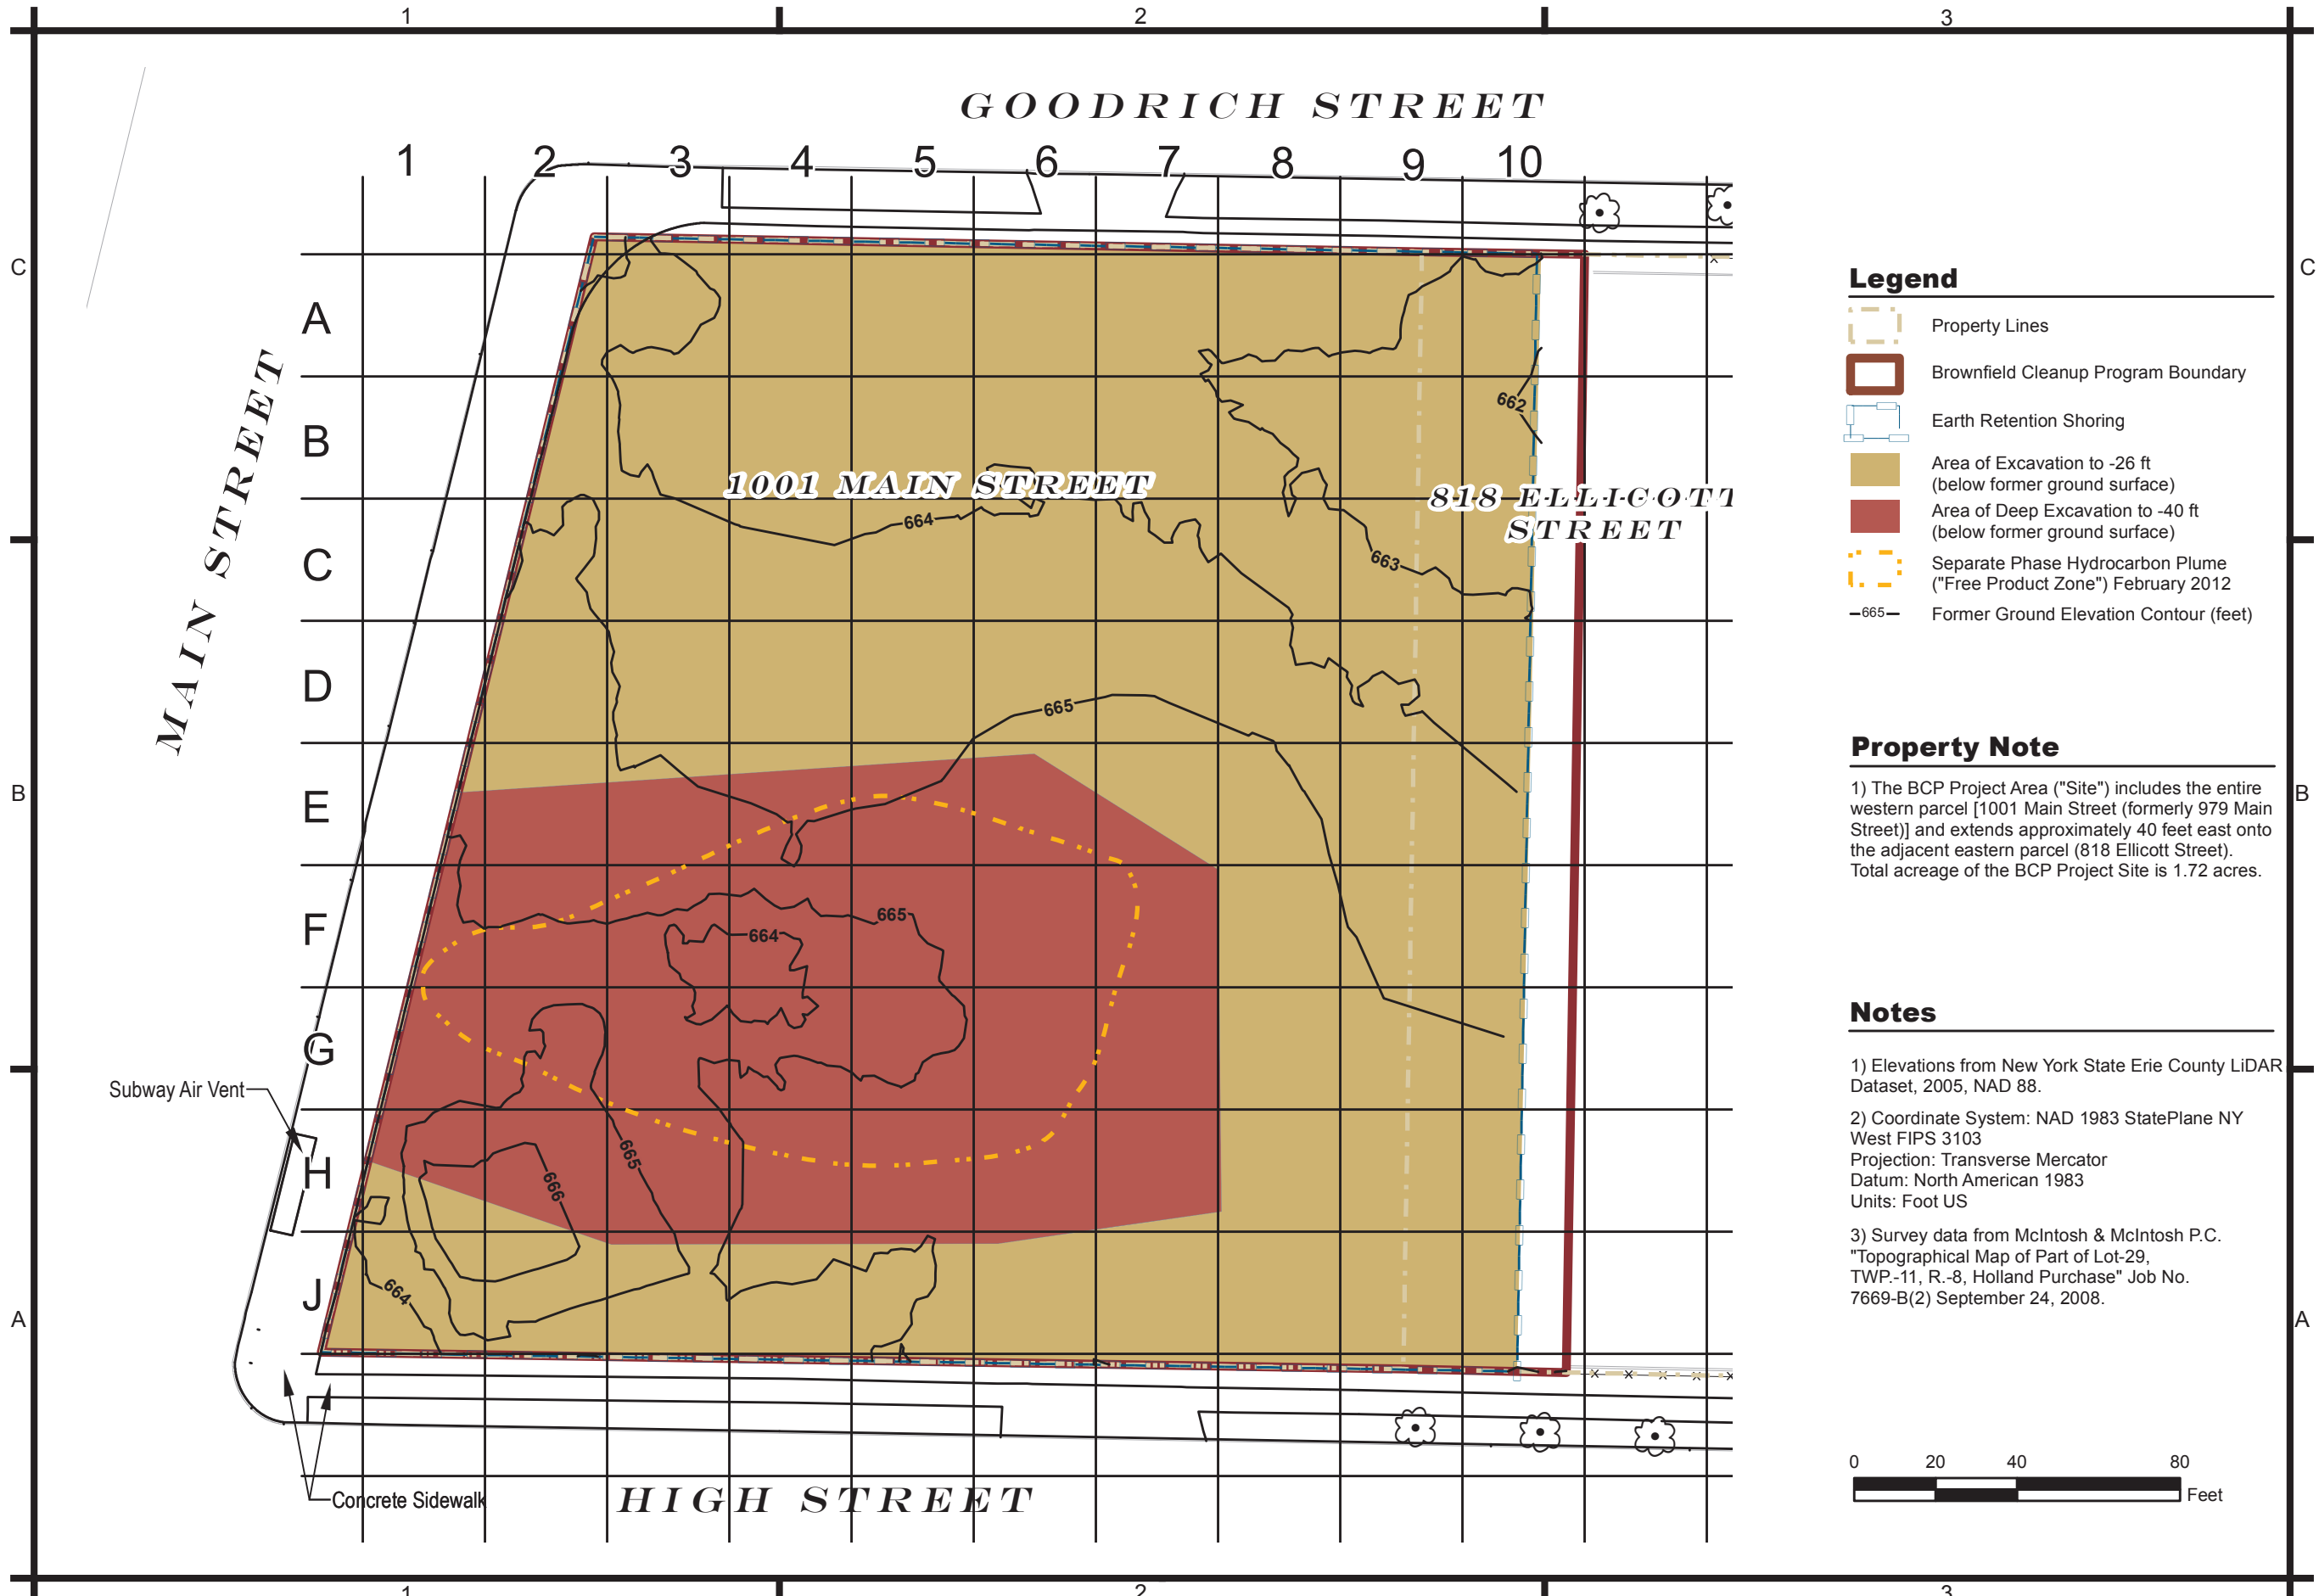 1 2 3
GOODRICH STREET
1 2 3 4 5 6 7 8 9 10
C C
A
B
C
D
E
F
G
H
J
MAIN STREET
662
1001 MAIN STREET
818 ELLICOTT
STREET
664
663
665
665
664
665
666
664
B B
A A
Subway Air Vent
Concrete Sidewalk
HIGH STREET
Legend
Property Lines
Brownfield Cleanup Program Boundary
Earth Retention Shoring
Area of Excavation to -26 ft
(below former ground surface)
Area of Deep Excavation to -40 ft
(below former ground surface)
Separate Phase Hydrocarbon Plume
("Free Product Zone") February 2012
665 Former Ground Elevation Contour (feet)
Property Note
1) The BCP Project Area ("Site") includes the entire
western parcel [1001 Main Street (formerly 979 Main
Street)] and extends approximately 40 feet east onto
the adjacent eastern parcel (818 Ellicott Street).
Total acreage of the BCP Project Site is 1.72 acres.
Notes
1) Elevations from New York State Erie County LiDAR
Dataset, 2005, NAD 88.
2) Coordinate System: NAD 1983 StatePlane NY
West FIPS 3103
Projection: Transverse Mercator
Datum: North American 1983
Units: Foot US
3) Survey data from McIntosh & McIntosh P.C.
"Topographical Map of Part of Lot-29,
TWP.-11, R.-8, Holland Purchase" Job No.
7669-B(2) September 24, 2008.
0 20 40 80
Feet
1 2 3